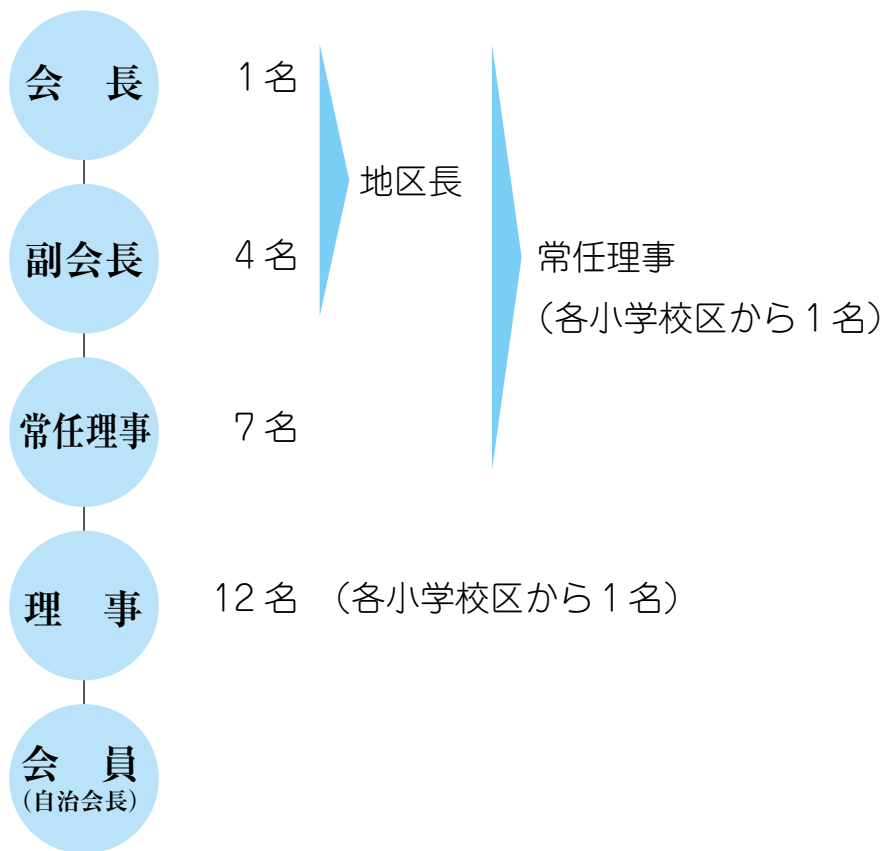 会　長
1名
地区長
副会長
4名
常任理事
（各小学校区から1名）
常任理事
7名
理　事
12名 （各小学校区から1名）
会　員
（自治会長）